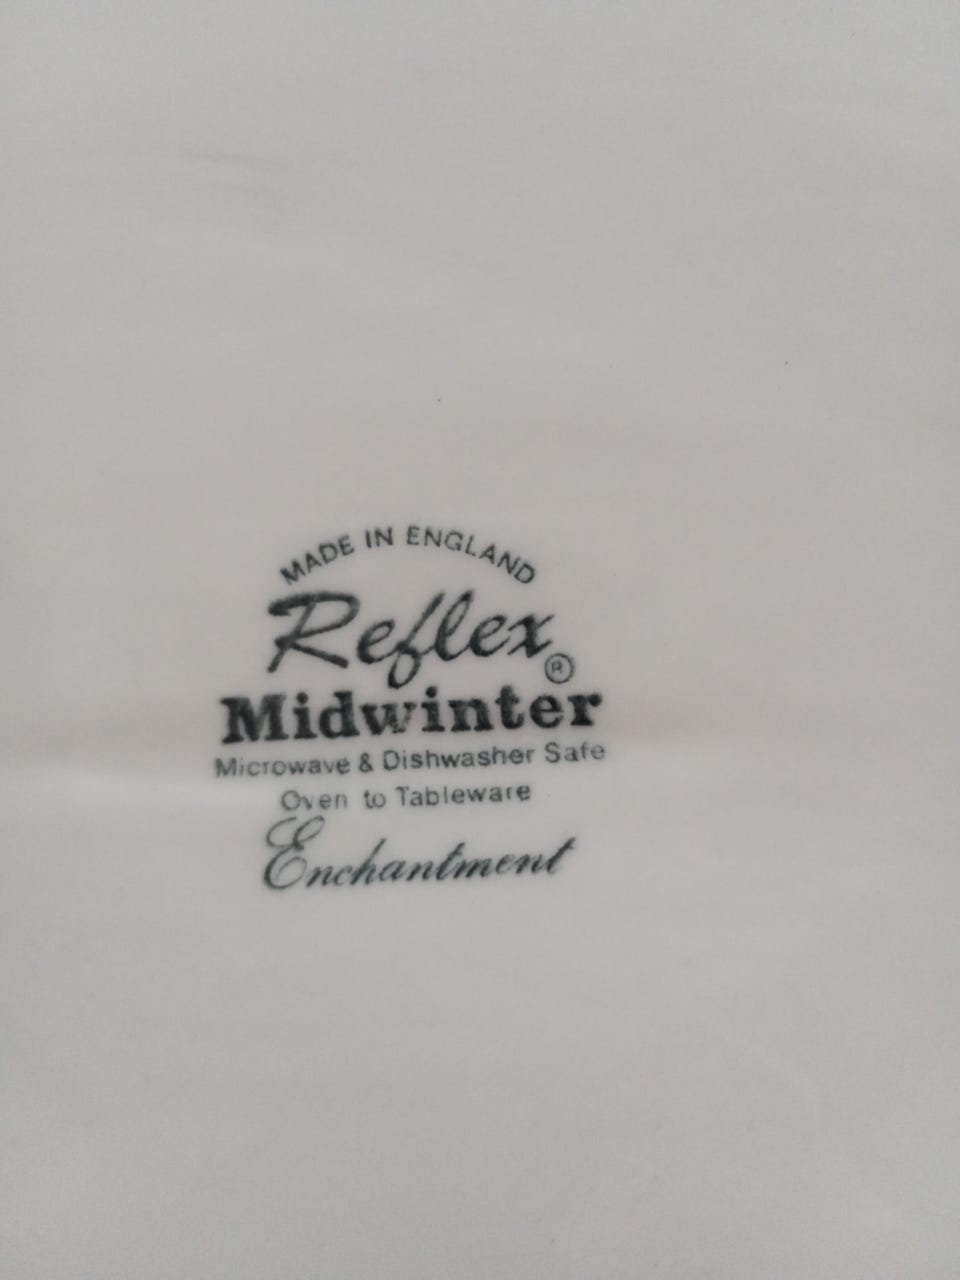 MADE IN ENGLAND
Reflex ®
Midwinter
Microwave & Dishwasher Safe
Oven to Tableware
Enchantment